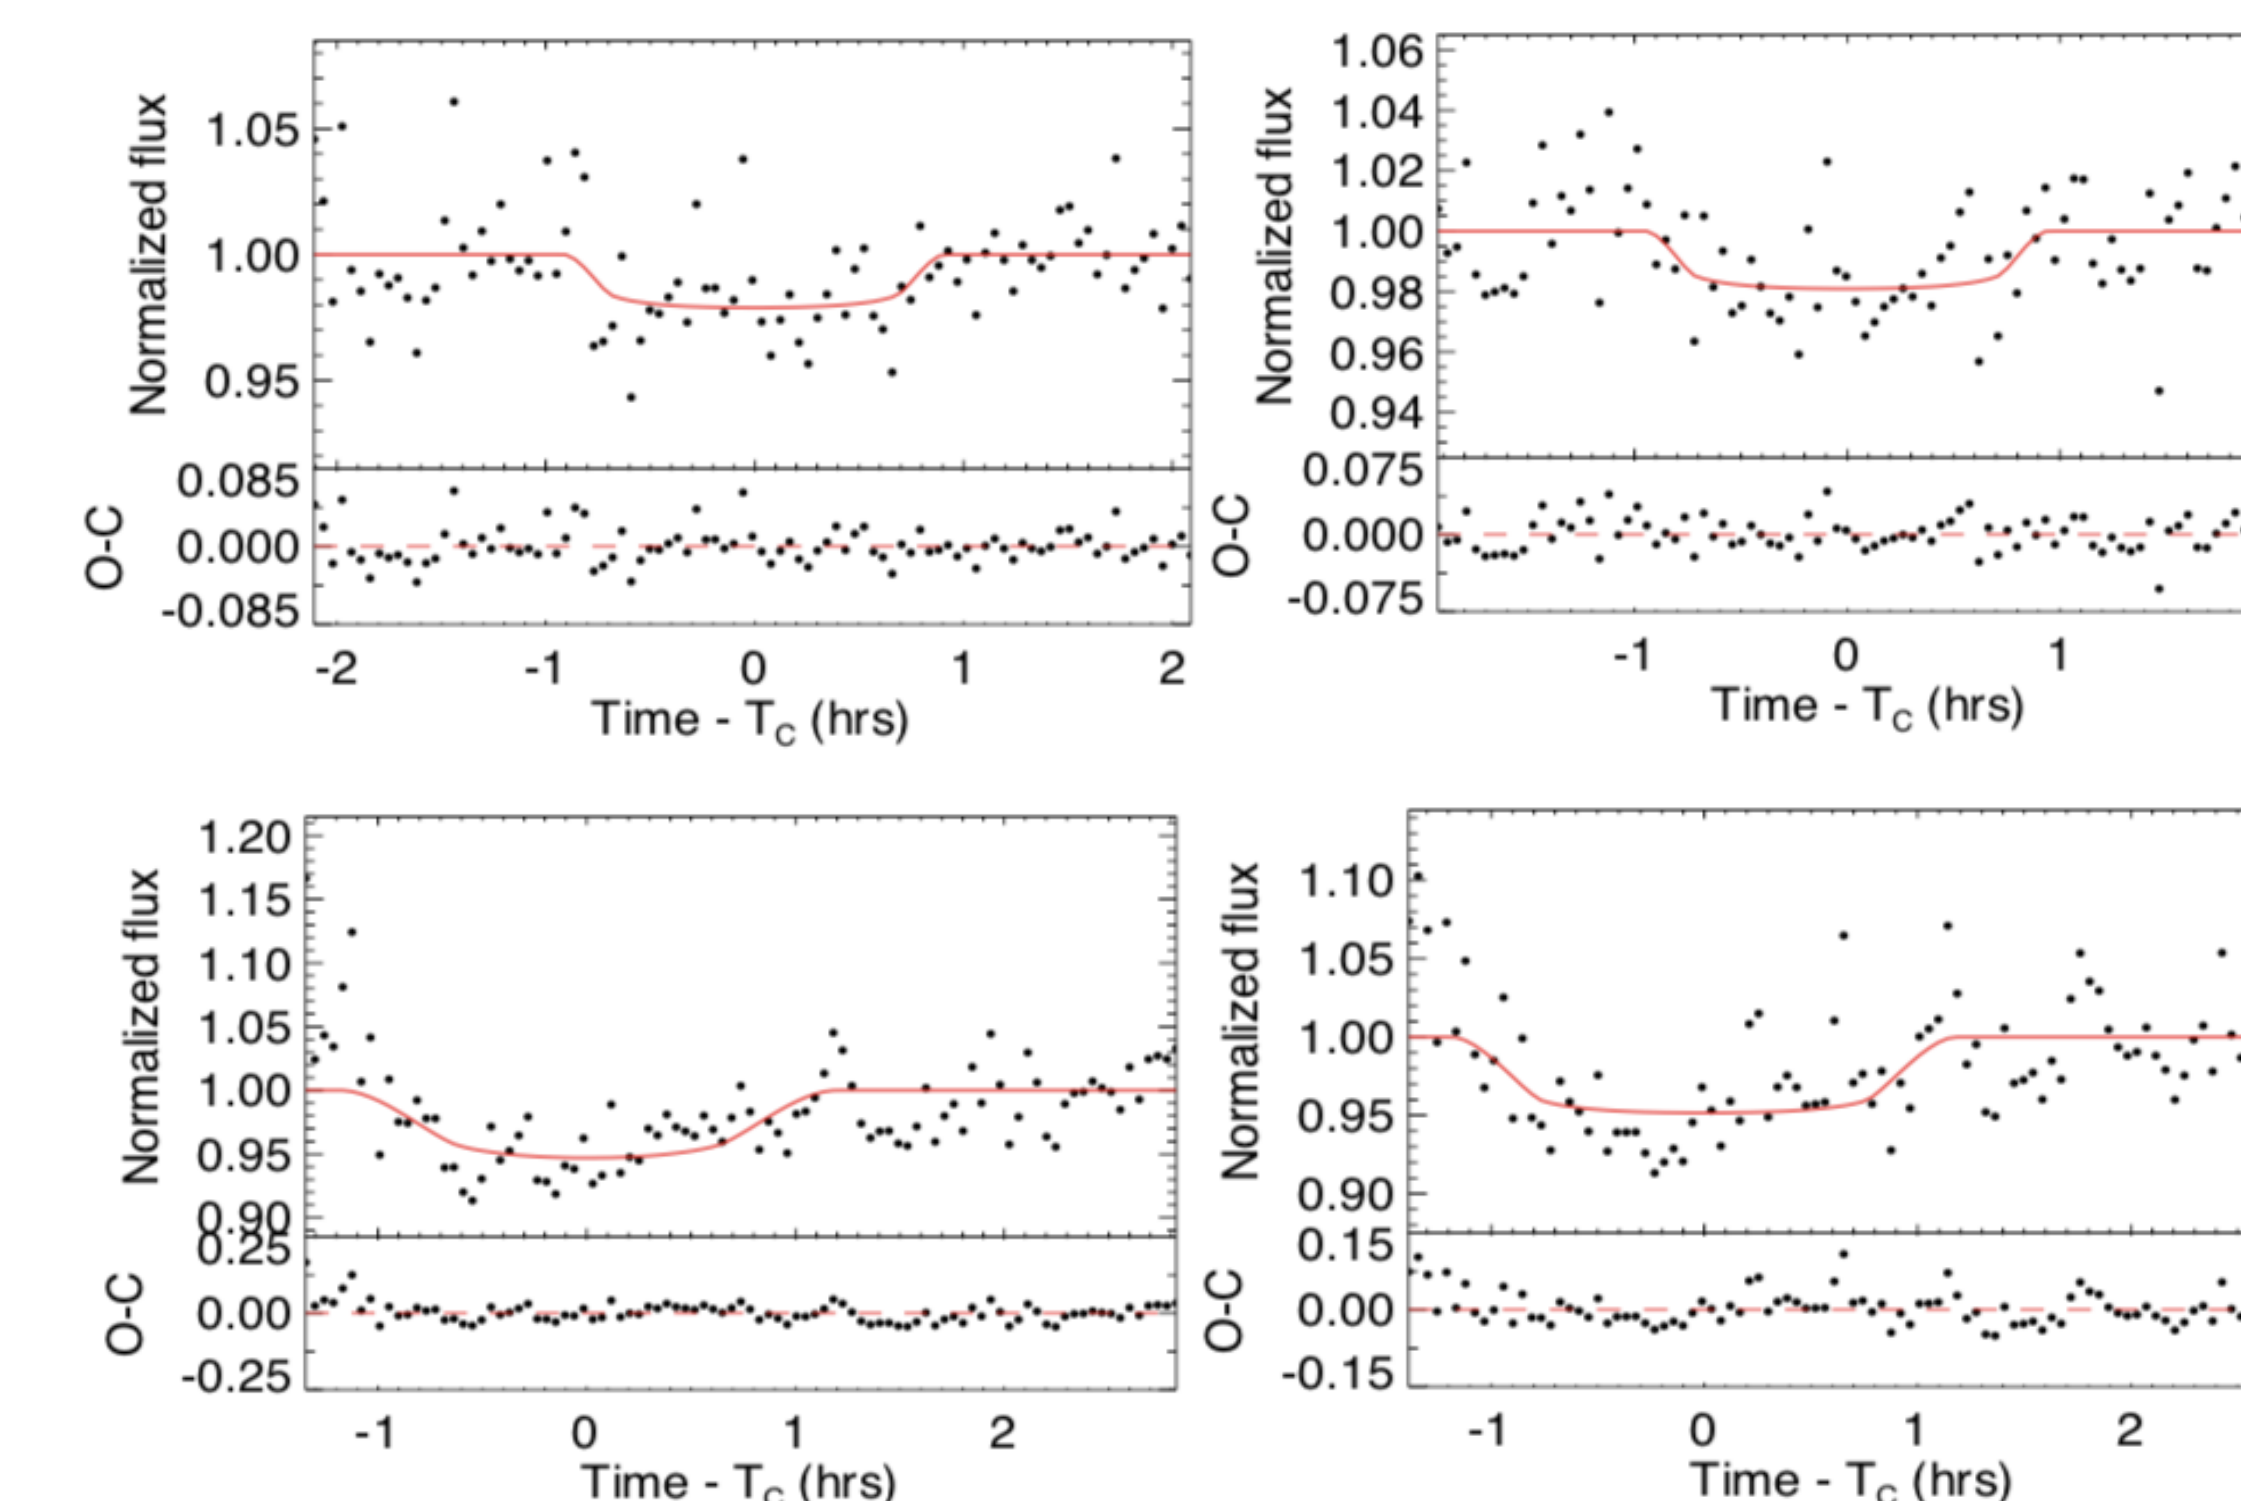 Normalized flux
1.05
1.00
0.95
O-C
0.085
0.000
-0.085
-2 -1 0 1 2
Time - TC (hrs)
Normalized flux
1.06
1.04
1.02
1.00
0.98
0.96
0.94
O-C
0.075
0.000
-0.075
-1 0 1
Time - TC (hrs)
Normalized flux
1.20
1.15
1.10
1.05
1.00
0.95
0.90
O-C
0.25
0.00
-0.25
-1 0 1 2
Time - TC (hrs)
Normalized flux
1.10
1.05
1.00
0.95
0.90
O-C
0.15
0.00
-0.15
-1 0 1 2
Time - TC (hrs)